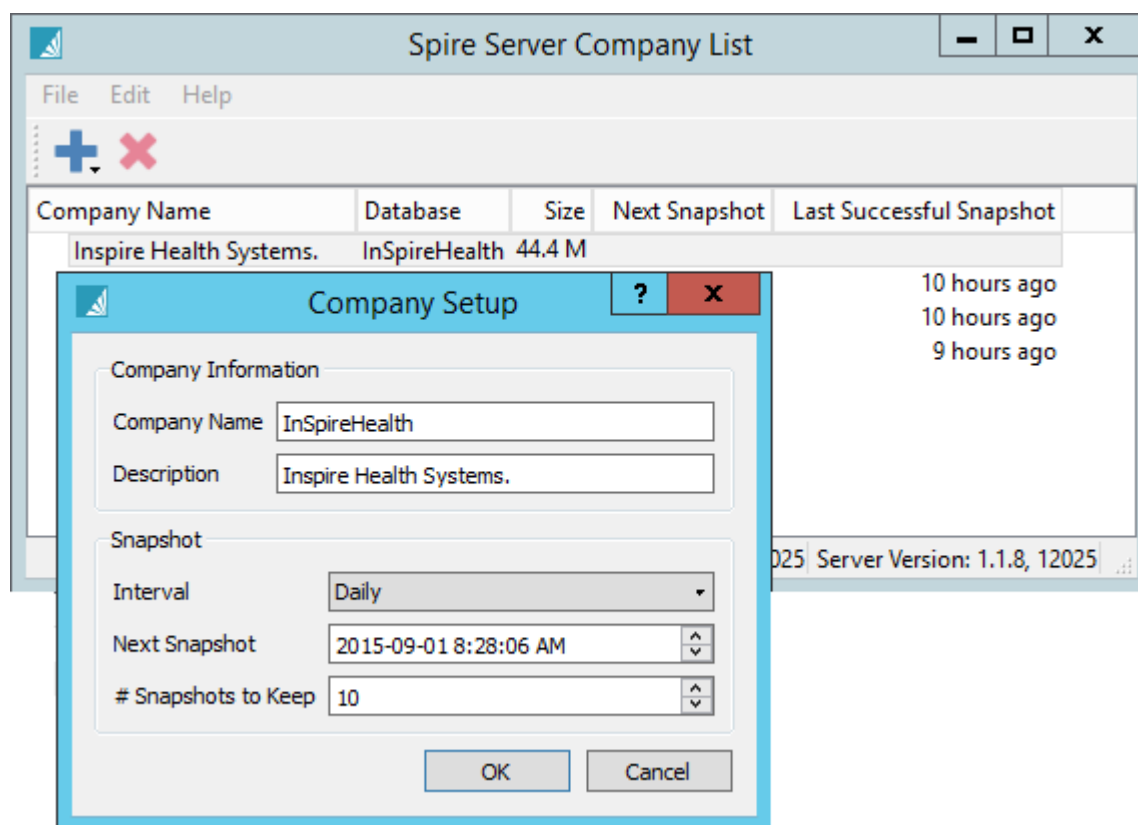 Spire Server Company List
File Edit Help
Company Name Database Size Next Snapshot Last Successful Snapshot
Inspire Health Systems. InSpireHealth 44.4 M
10 hours ago
10 hours ago
9 hours ago
Company Setup ?
Company Information
Company Name InSpireHealth
Description Inspire Health Systems.
Snapshot
Interval Daily
Next Snapshot 2015-09-01 8:28:06 AM
# Snapshots to Keep 10
OK Cancel
025 Server Version: 1.1.8, 12025